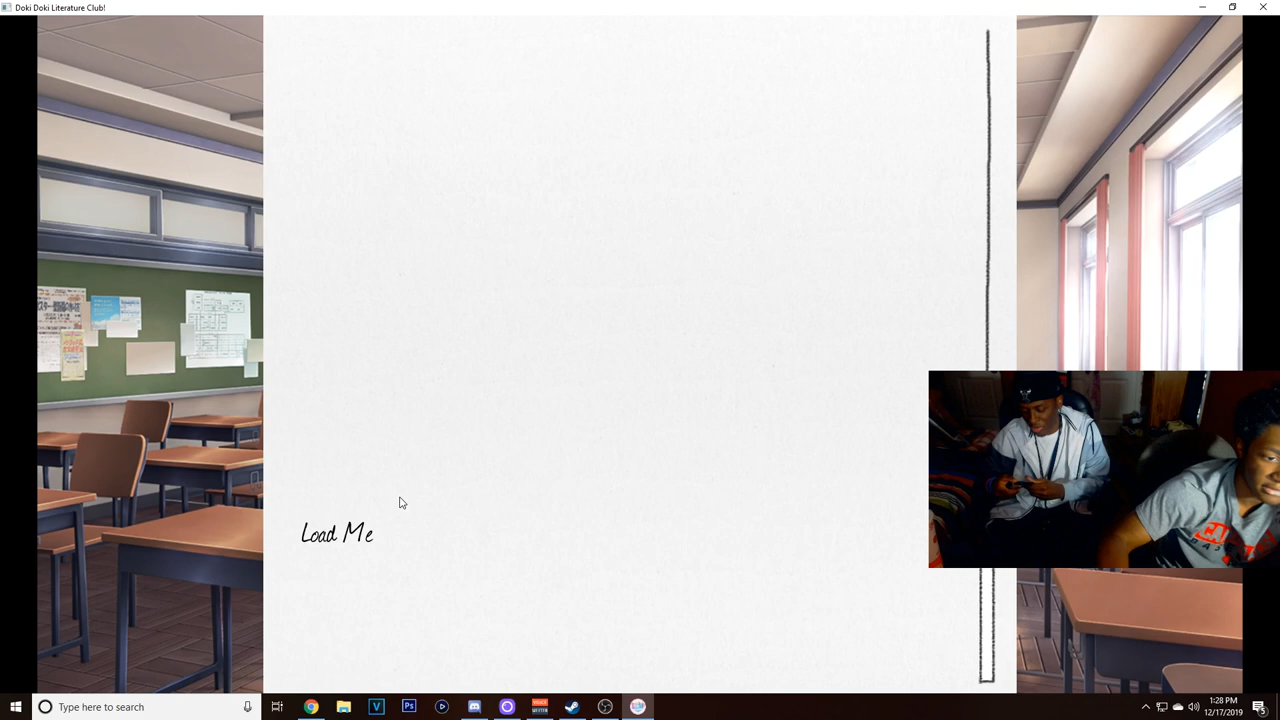 Doki Doki Literature Club!
Load Me
Type here to search
1:28 PM
12/17/2019